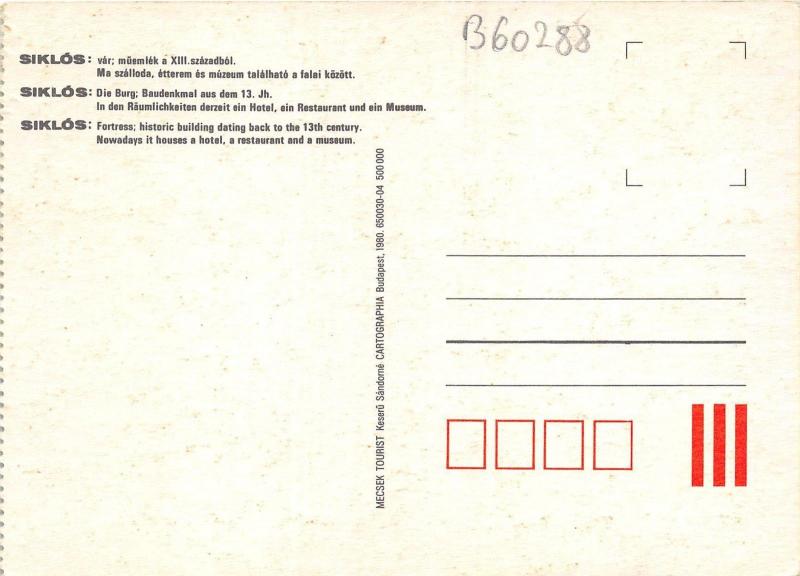 B60288
SIKLÓS: vár; müemlék a XIII.századból.
Ma szálloda, étterem és múzeum található a falai között.
SIKLÓS: Die Burg; Baudenkmal aus dem 13. Jh.
In den Räumlichkeiten derzeit ein Hotel, ein Restaurant und ein Museum.
SIKLÓS: Fortress; historic building dating back to the 13th century.
Nowadays it houses a hotel, a restaurant and a museum.
MECSEK TOURIST Keserű Sándorné CARTOGRAPHIA Budapest, 1980. 650030-04 500 000